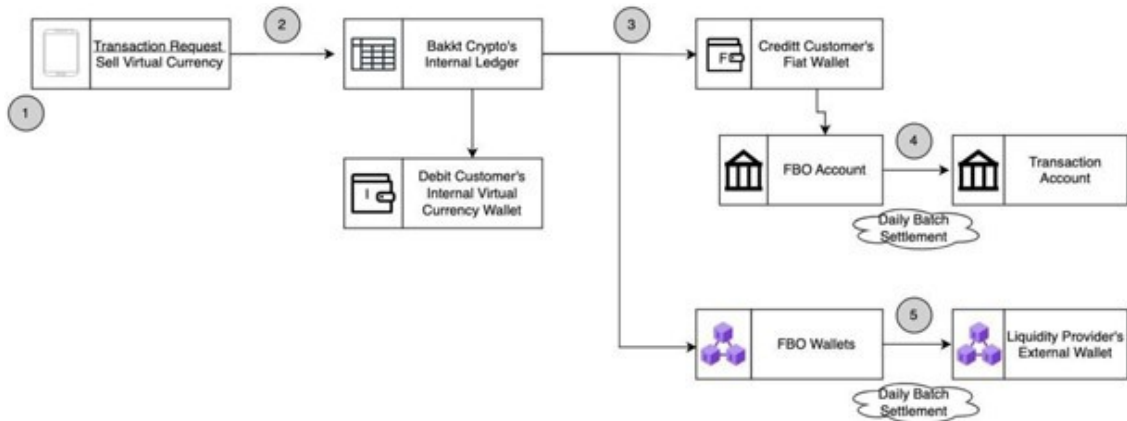 2
3
Transaction Request
Sell Virtual Currency
Bakkt Crypto's
Internal Ledger
F
Creditt Customer's
Fiat Wallet
1
4
FBO Account
Transaction
Account
I
Debit Customer's
Internal Virtual
Currency Wallet
Daily Batch
Settlement
5
FBO Wallets
Liquidity Provider's
External Wallet
Daily Batch
Settlement